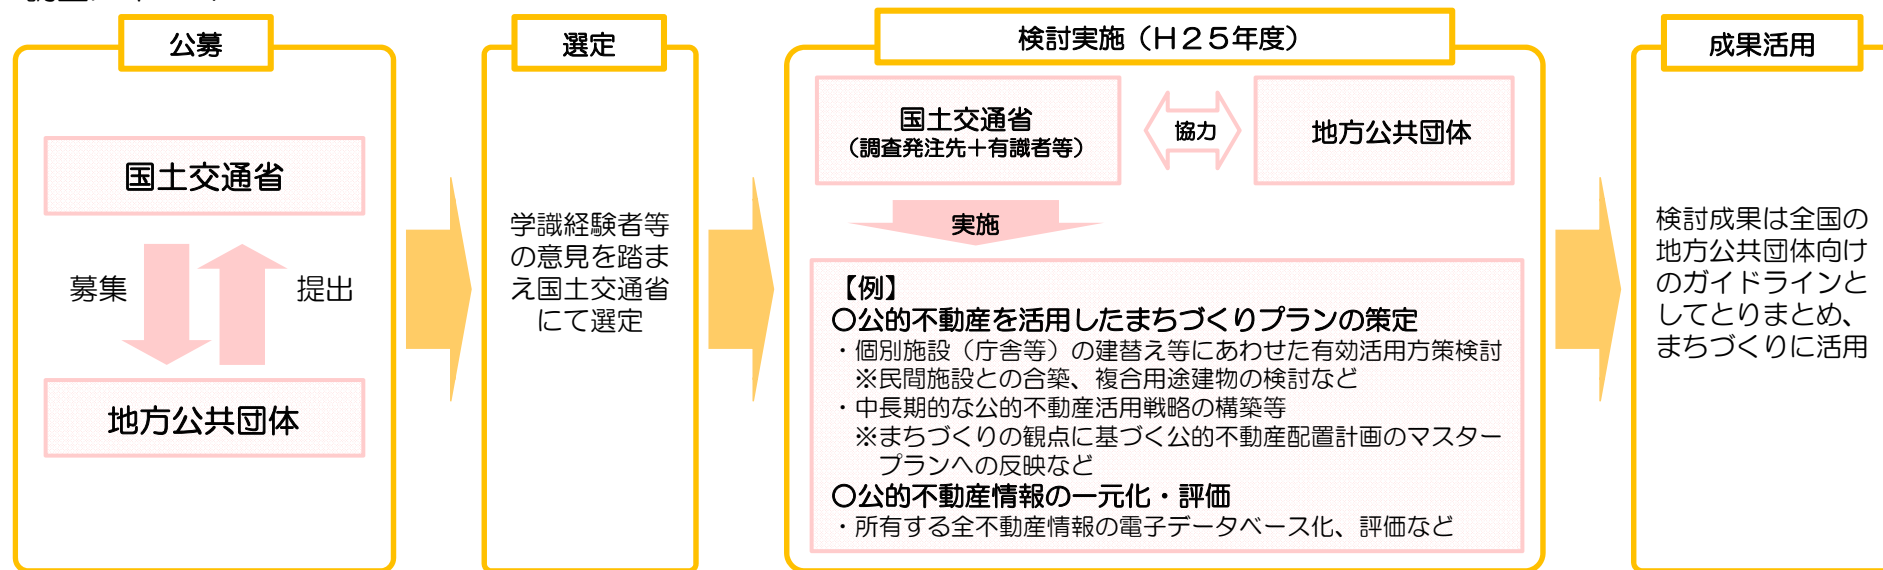 公募
国土交通省
募集
提出
地方公共団体
選定
学識経験者等
の意見を踏ま
え国土交通省
にて選定
検討実施（Ｈ２５年度）
国土交通省
（調査発注先＋有識者等）
協力
地方公共団体
実施
【例】
○公的不動産を活用したまちづくりプランの策定
・個別施設（庁舎等）の建替え等にあわせた有効活用方策検討
※民間施設との合築、複合用途建物の検討など
・中長期的な公的不動産活用戦略の構築等
※まちづくりの観点に基づく公的不動産配置計画のマスター
プランへの反映など
○公的不動産情報の一元化・評価
・所有する全不動産情報の電子データベース化、評価など
成果活用
検討成果は全国の
地方公共団体向け
のガイドラインと
してとりまとめ、
まちづくりに活用